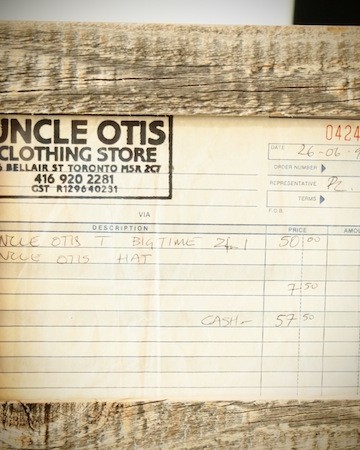 UNCLE OTIS
0424
CLOTHING STORE
DATE 26-06-
BELLAIR ST TORONTO M5R 2C7
ORDER NUMBER
416 920 2281
REPRESENTATIVE
GST R129640231
TERMS
F.O.B.
VIA
DESCRIPTION PRICE AMOU
NCLE OTIS T BIG TIME 50 00
NCLE OTIS HAT
7 50
CASH 57 50